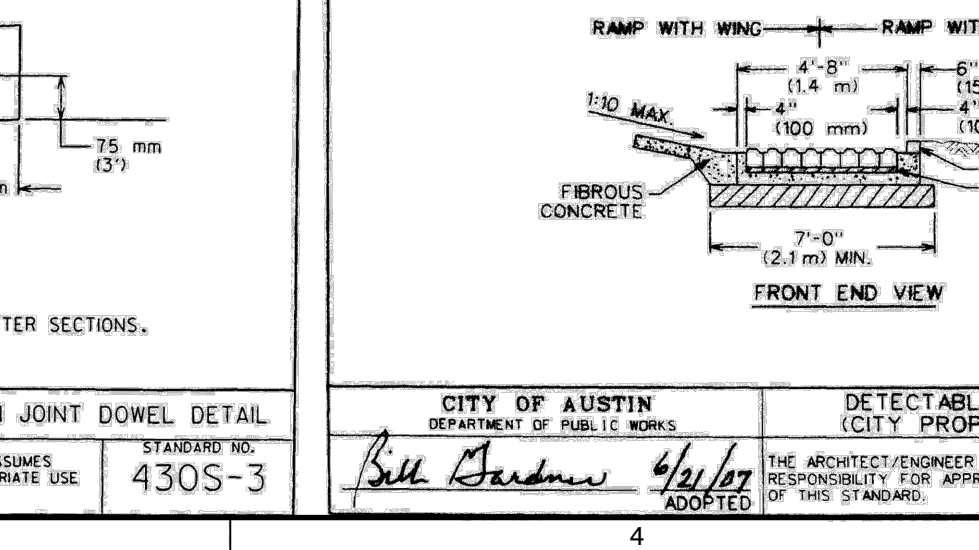 75 mm
(3')
TER SECTIONS.
JOINT DOWEL DETAIL
SSUMES
RIATE USE
STANDARD NO.
430S-3
RAMP WITH WING
RAMP WIT
4'-8"
(1.4 m)
6"
(15
1:10 MAX.
4"
(100 mm)
4"
(10
FIBROUS
CONCRETE
7'-0"
(2.1 m) MIN.
FRONT END VIEW
CITY OF AUSTIN
DEPARTMENT OF PUBLIC WORKS
Bill Gardner 6/21/07
ADOPTED
DETECTABL
(CITY PROP
THE ARCHITECT/ENGINEER
RESPONSIBILITY FOR APPR
OF THIS STANDARD.
4